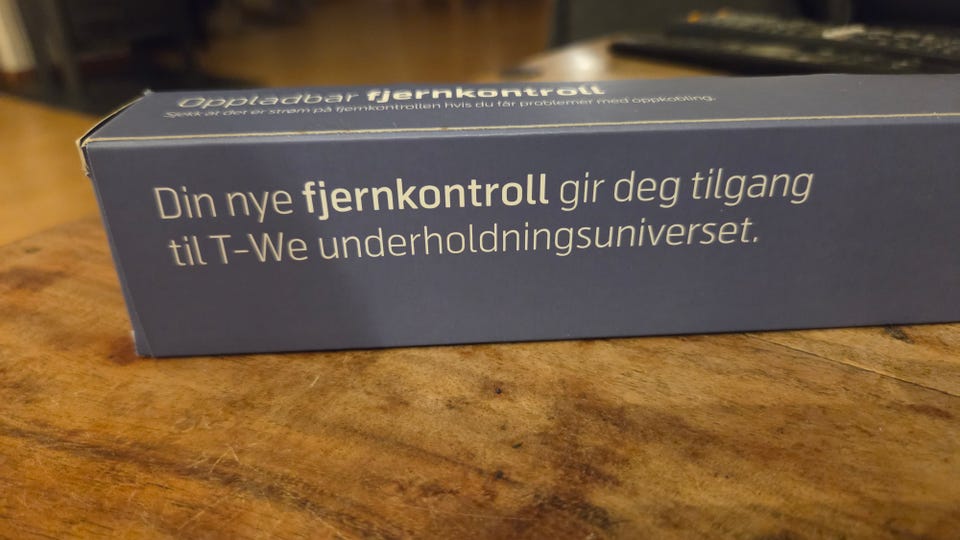 Oppladbar fjernkontroll
Sjekk at det er strøm på fjernkontrollen hvis du får problemer med oppkobling.
Din nye fjernkontroll gir deg tilgang
til T-We underholdningsuniverset.